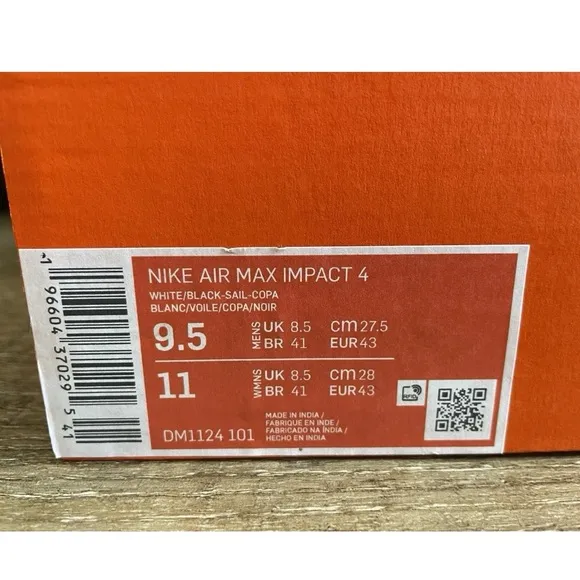 NIKE AIR MAX IMPACT 4
WHITE/BLACK-SAIL-COPA
BLANC/VOILE/COPA/NOIR
9.5 MENS UK 8.5 cm 27.5
BR 41 EUR 43
11 WMNS UK 8.5 cm 28
BR 41 EUR 43
DM1124 101
MADE IN INDIA /
FABRIQUE EN INDE /
FABRICADO NA ÍNDIA /
HECHO EN INDIA
1 96604 37029 5 41